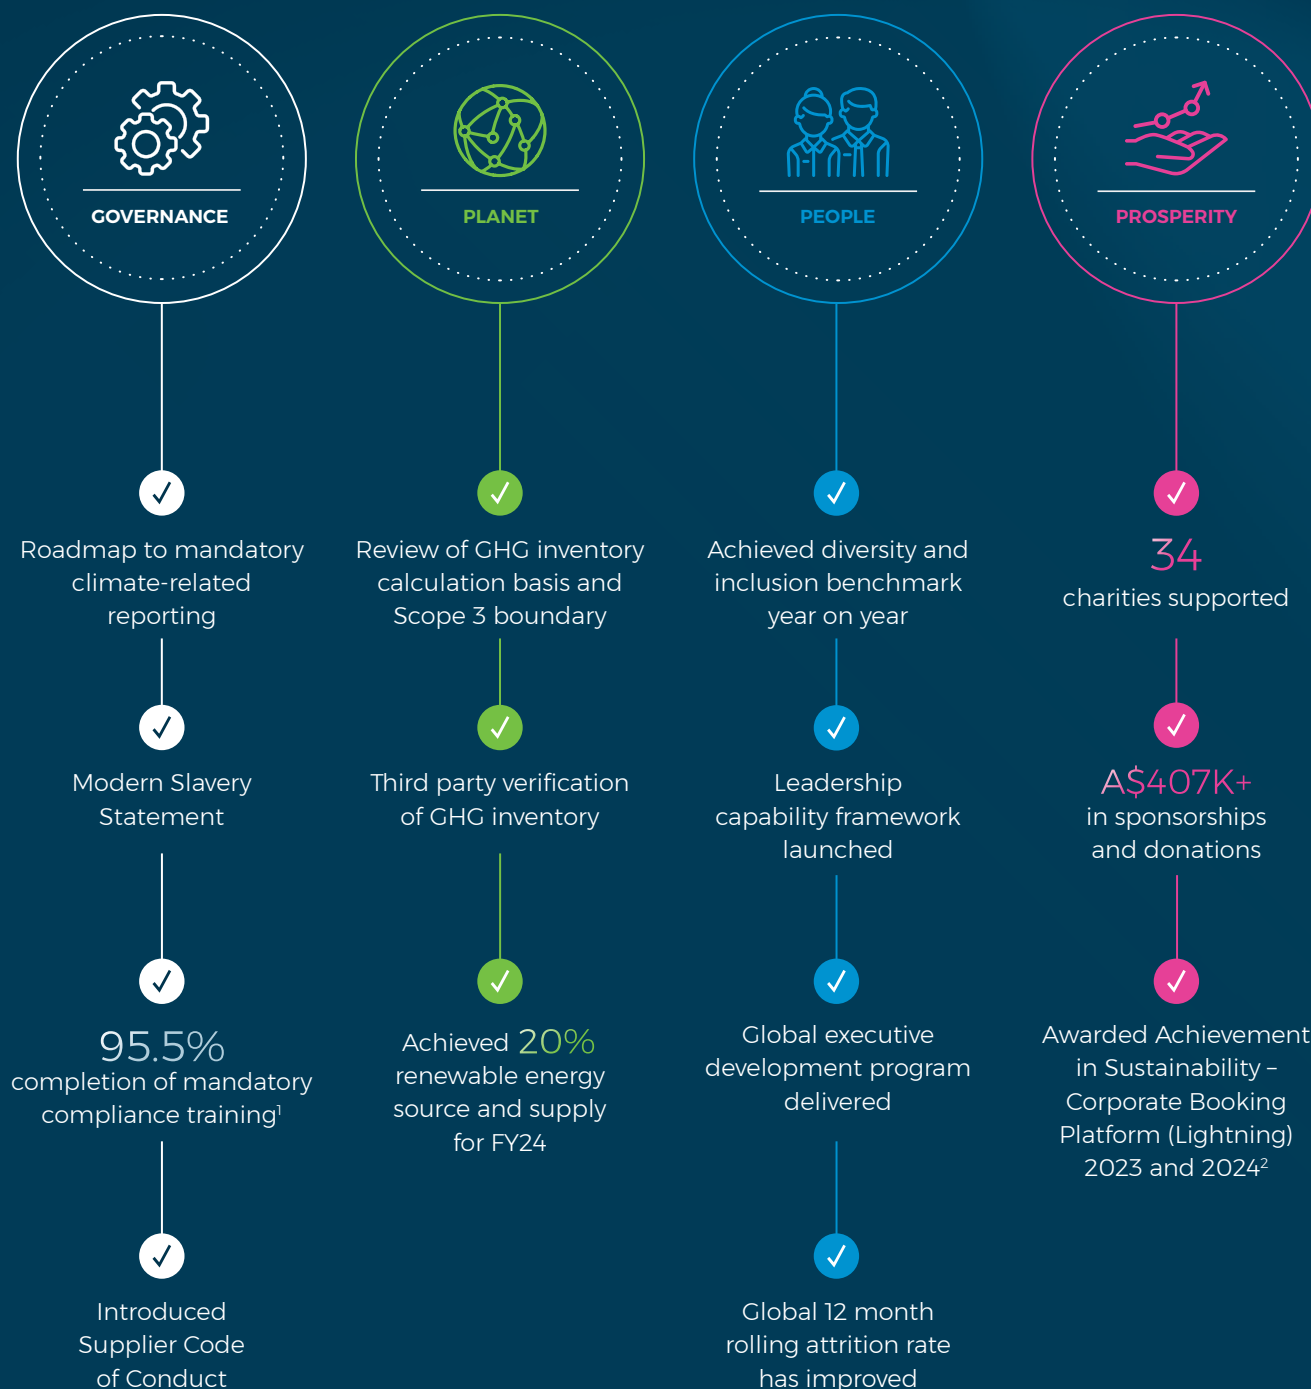 GOVERNANCE
Roadmap to mandatory
climate-related
reporting
Modern Slavery
Statement
95.5%
completion of mandatory
compliance training¹
Introduced
Supplier Code
of Conduct
PLANET
Review of GHG inventory
calculation basis and
Scope 3 boundary
Third party verification
of GHG inventory
Achieved 20%
renewable energy
source and supply
for FY24
PEOPLE
Achieved diversity and
inclusion benchmark
year on year
Leadership
capability framework
launched
Global executive
development program
delivered
Global 12 month
rolling attrition rate
has improved
PROSPERITY
34
charities supported
A$407K+
in sponsorships
and donations
Awarded Achievement
in Sustainability –
Corporate Booking
Platform (Lightning)
2023 and 2024²